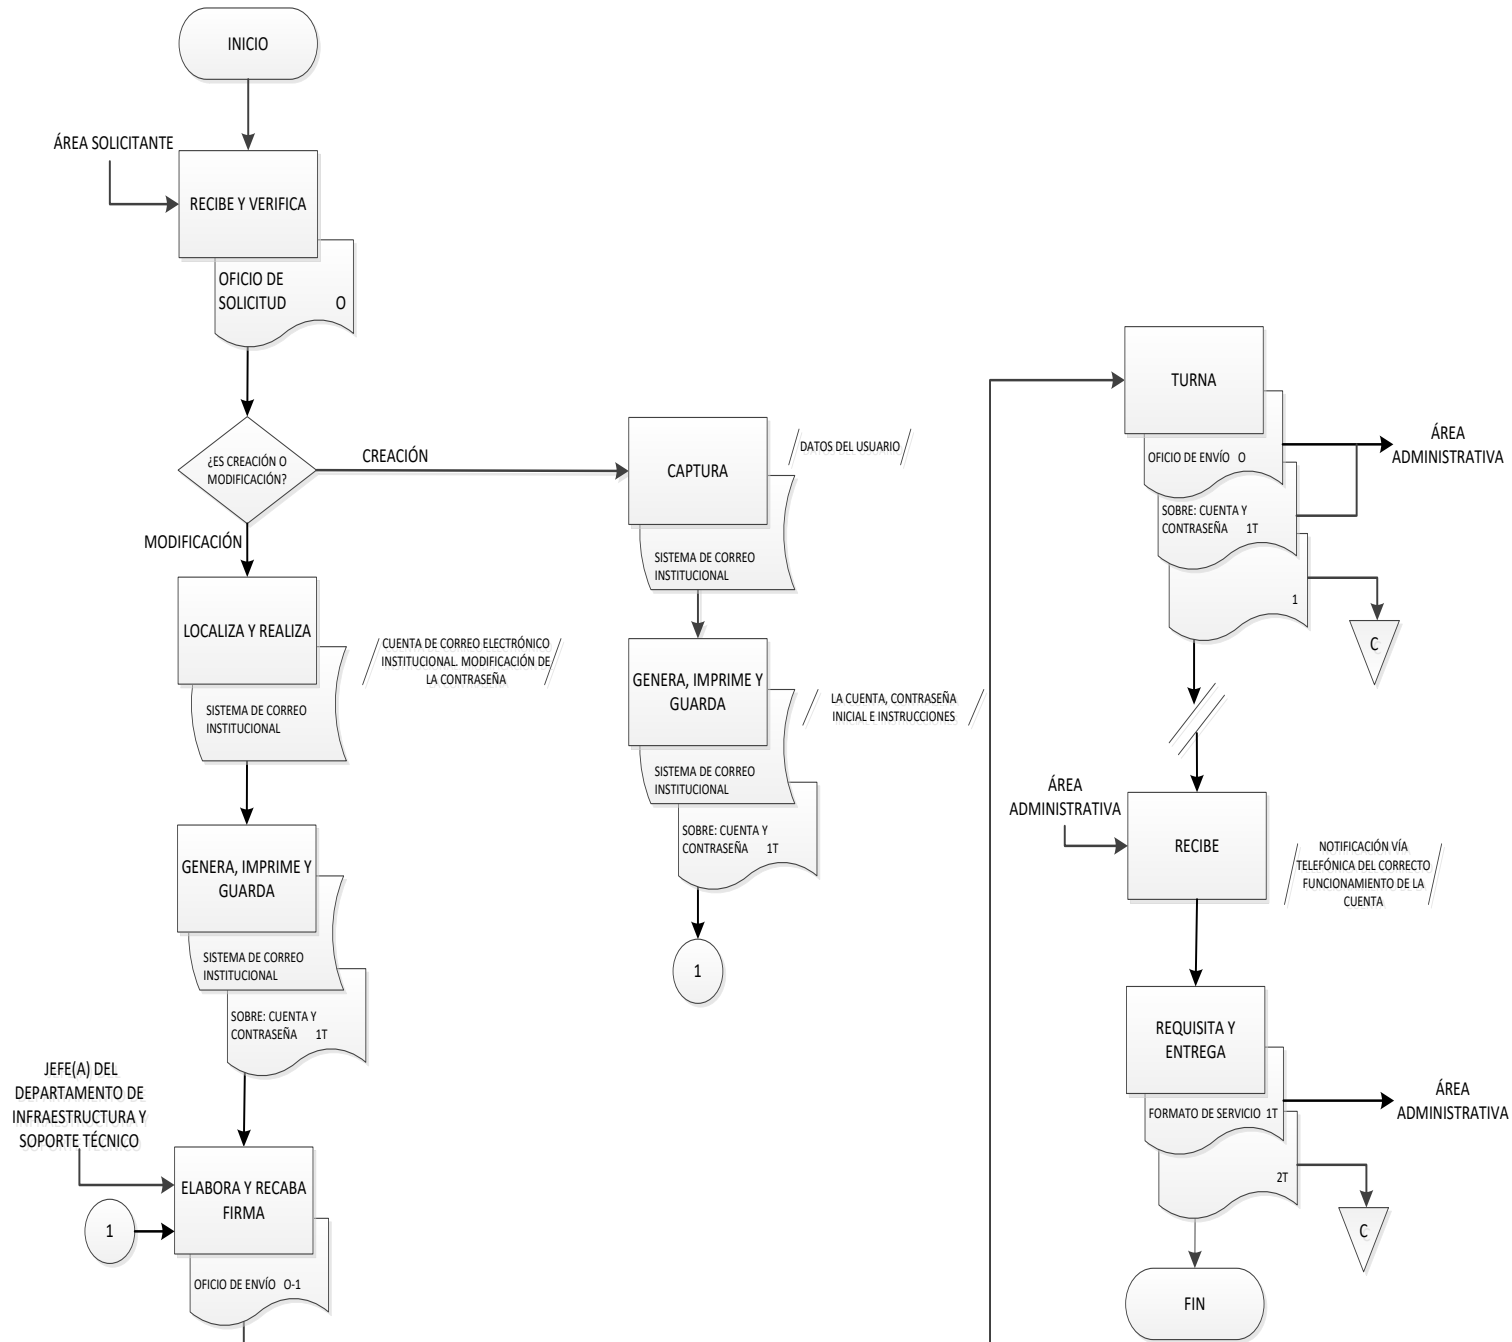 INICIO
ÁREA SOLICITANTE
RECIBE Y VERIFICA
OFICIO DE
SOLICITUD O
¿ES CREACIÓN O
MODIFICACIÓN?
CREACIÓN
MODIFICACIÓN
LOCALIZA Y REALIZA
SISTEMA DE CORREO
INSTITUCIONAL
CUENTA DE CORREO ELECTRÓNICO
INSTITUCIONAL. MODIFICACIÓN DE
LA CONTRASEÑA
GENERA, IMPRIME Y
GUARDA
SISTEMA DE CORREO
INSTITUCIONAL
SOBRE: CUENTA Y
CONTRASEÑA 1T
JEFE(A) DEL
DEPARTAMENTO DE
INFRAESTRUCTURA Y
SOPORTE TÉCNICO
ELABORA Y RECABA
FIRMA
1
OFICIO DE ENVÍO O-1
CAPTURA
DATOS DEL USUARIO
SISTEMA DE CORREO
INSTITUCIONAL
GENERA, IMPRIME Y
GUARDA
LA CUENTA, CONTRASEÑA
INICIAL E INSTRUCCIONES
SISTEMA DE CORREO
INSTITUCIONAL
SOBRE: CUENTA Y
CONTRASEÑA 1T
1
TURNA
OFICIO DE ENVÍO O
ÁREA
ADMINISTRATIVA
SOBRE: CUENTA Y
CONTRASEÑA 1T
1
C
ÁREA
ADMINISTRATIVA
RECIBE
NOTIFICACIÓN VÍA
TELEFÓNICA DEL CORRECTO
FUNCIONAMIENTO DE LA
CUENTA
REQUISITA Y
ENTREGA
FORMATO DE SERVICIO 1T
ÁREA
ADMINISTRATIVA
2T
C
FIN